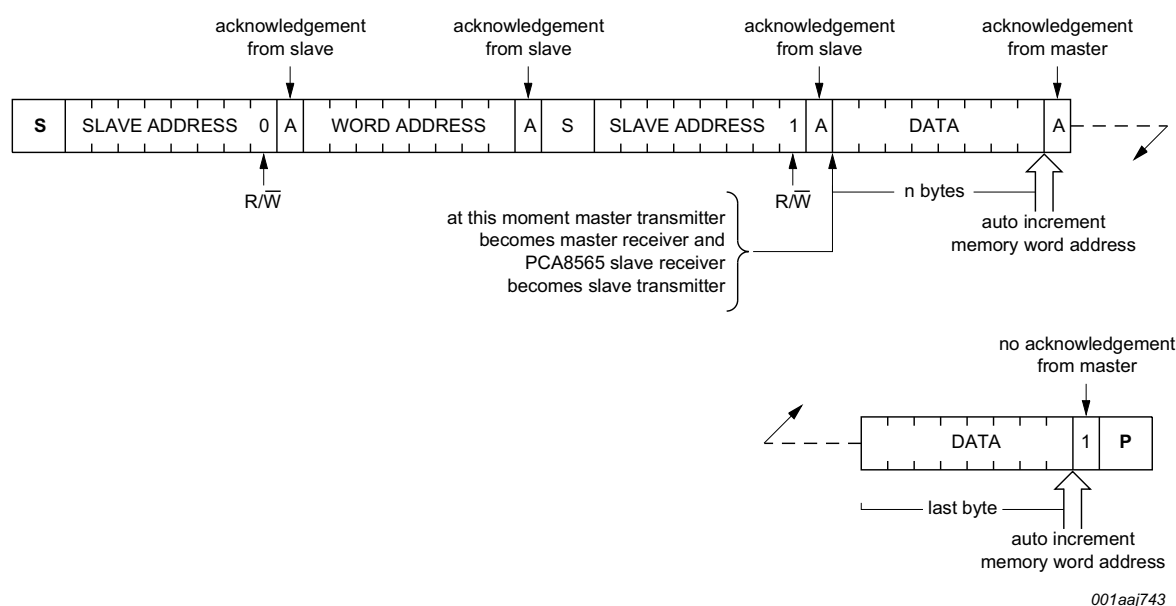 acknowledgement
from slave
acknowledgement
from slave
acknowledgement
from slave
acknowledgement
from master
S SLAVE ADDRESS 0 A WORD ADDRESS A S SLAVE ADDRESS 1 A DATA A
R/W̅
R/W̅
n bytes
auto increment
memory word address
at this moment master transmitter
becomes master receiver and
PCA8565 slave receiver
becomes slave transmitter
no acknowledgement
from master
DATA 1 P
last byte
auto increment
memory word address
001aaj743